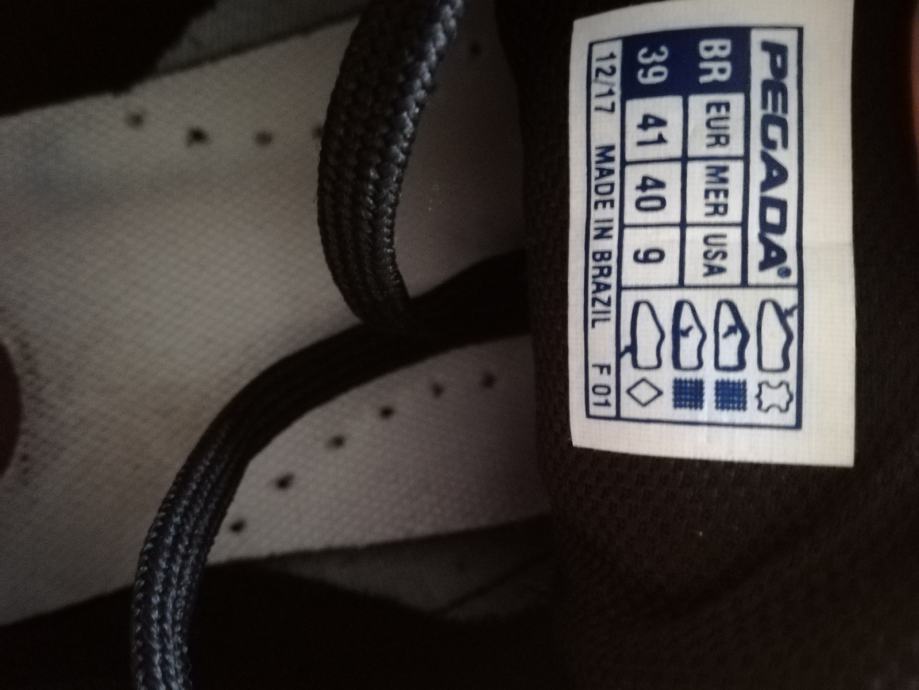 PEGADA®
BR EUR MER USA
39 41 40 9
12/17 MADE IN BRAZIL F 01